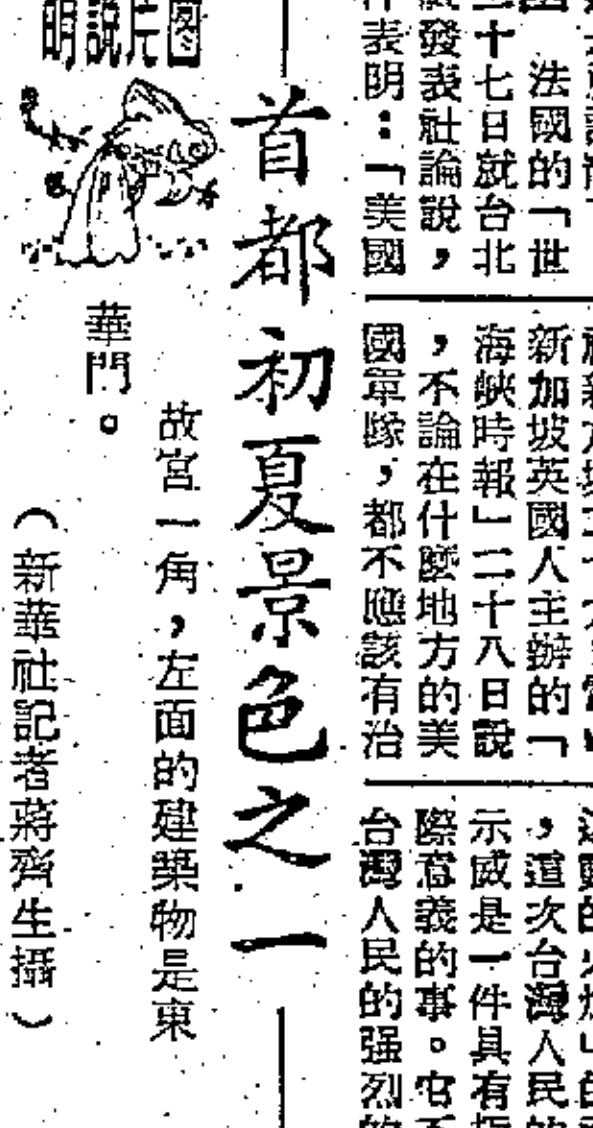 法國的「世
十七日就台北
發表社論說，
表明：「美國
新加坡英國人主辦的「
海峽時報」二十八日說
，不論在什麼地方的美
國軍隊，都不應該有治
，這次台灣人民的
示威是一件具有
際意義的事。它不
台灣人民的强烈
首都初夏景色之一
圖片說明
故宮一角，左面的建築物是東
華門。
（新華社記者蔣齊生攝）